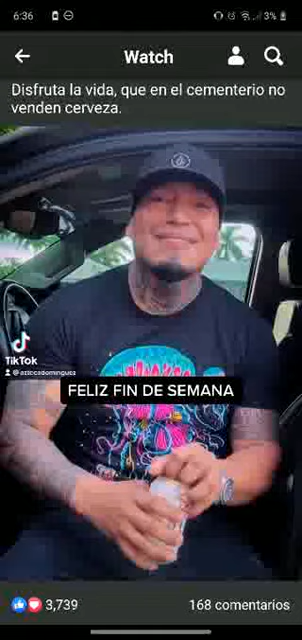 6:36
3%
Watch
Disfruta la vida, que en el cementerio no
venden cerveza.
TikTok
FELIZ FIN DE SEMANA
3,739
168 comentarios